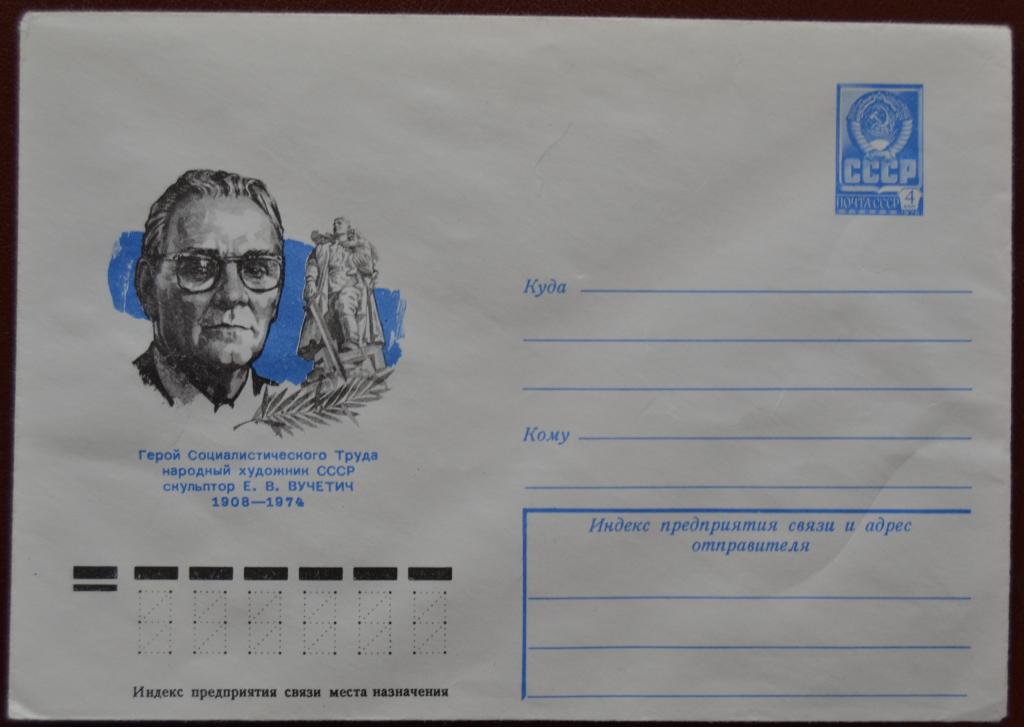 СССР
ПОЧТА СССР 4
Куда
Кому
Герой Социалистического Труда
народный художник СССР
скульптор Е. В. ВУЧЕТИЧ
1908—1974
Индекс предприятия связи и адрес
отправителя
Индекс предприятия связи места назначения